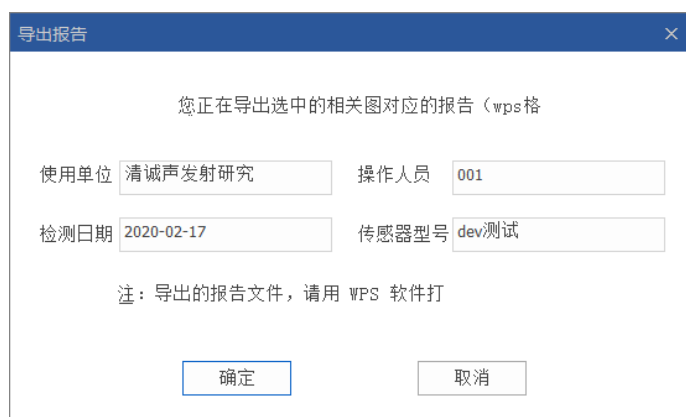 导出报告 ×
您正在导出选中的相关图对应的报告（wps格
使用单位 清诚声发射研究 操作人员 001
检测日期 2020-02-17 传感器型号 dev测试
注：导出的报告文件，请用 WPS 软件打
确定 取消